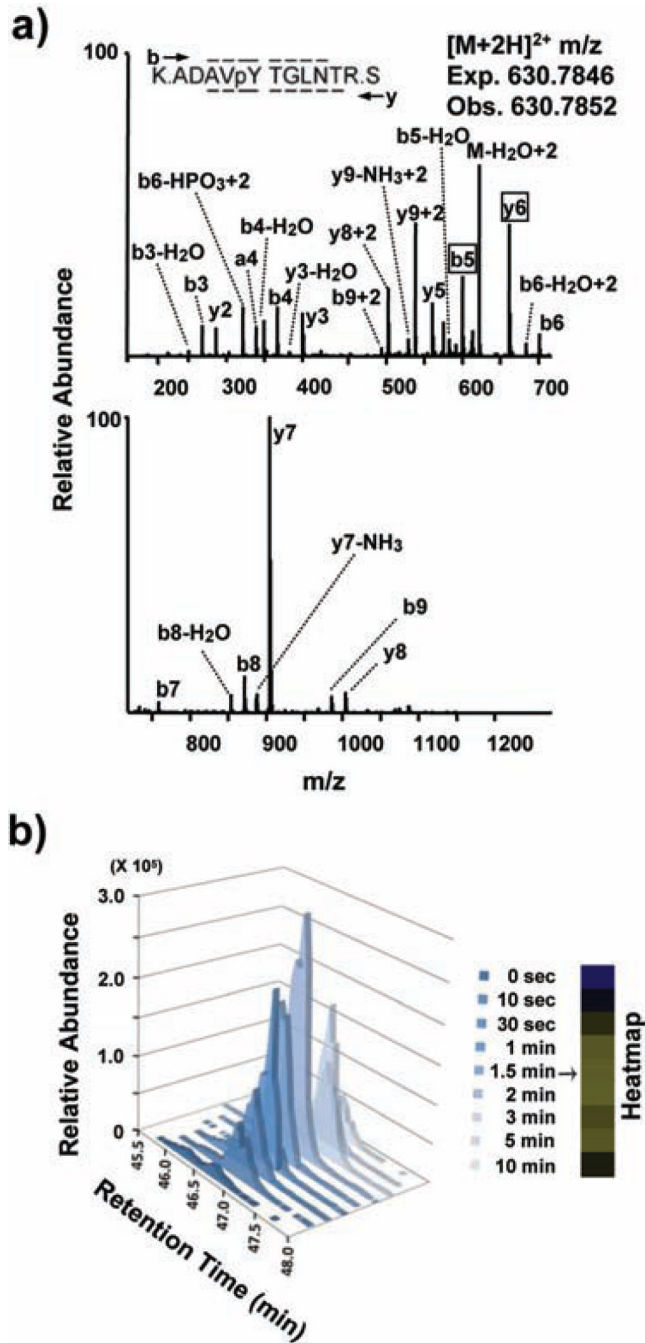 a)
b
K.ADAVpY TGLNTR.S
y
[M+2H]²⁺ m/z
Exp. 630.7846
Obs. 630.7852
100
b5-H₂O
M-H₂O+2
y9-NH₃+2
b6-HPO₃+2
y9+2
y6
b4-H₂O
y8+2
b3-H₂O
a4
y3-H₂O
b5
b6-H₂O+2
b3
y2
b4
y3
b9+2
y5
b6
200 300 400 500 600 700
Relative Abundance
100
y7
y7-NH₃
b8-H₂O
b9
b8
y8
b7
800 900 1000 1100 1200
m/z
b)
(X 10⁵)
3.0
2.0
1.0
0
Relative Abundance
45.5
46.0
46.5
47.0
47.5
48.0
Retention Time (min)
0 sec
10 sec
30 sec
1 min
1.5 min
2 min
3 min
5 min
10 min
Heatmap